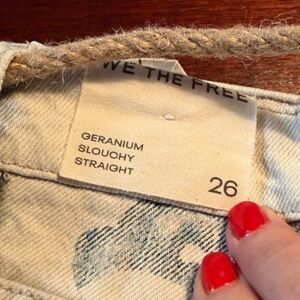 WE THE FREE
GERANIUM
SLOUCHY
STRAIGHT
26